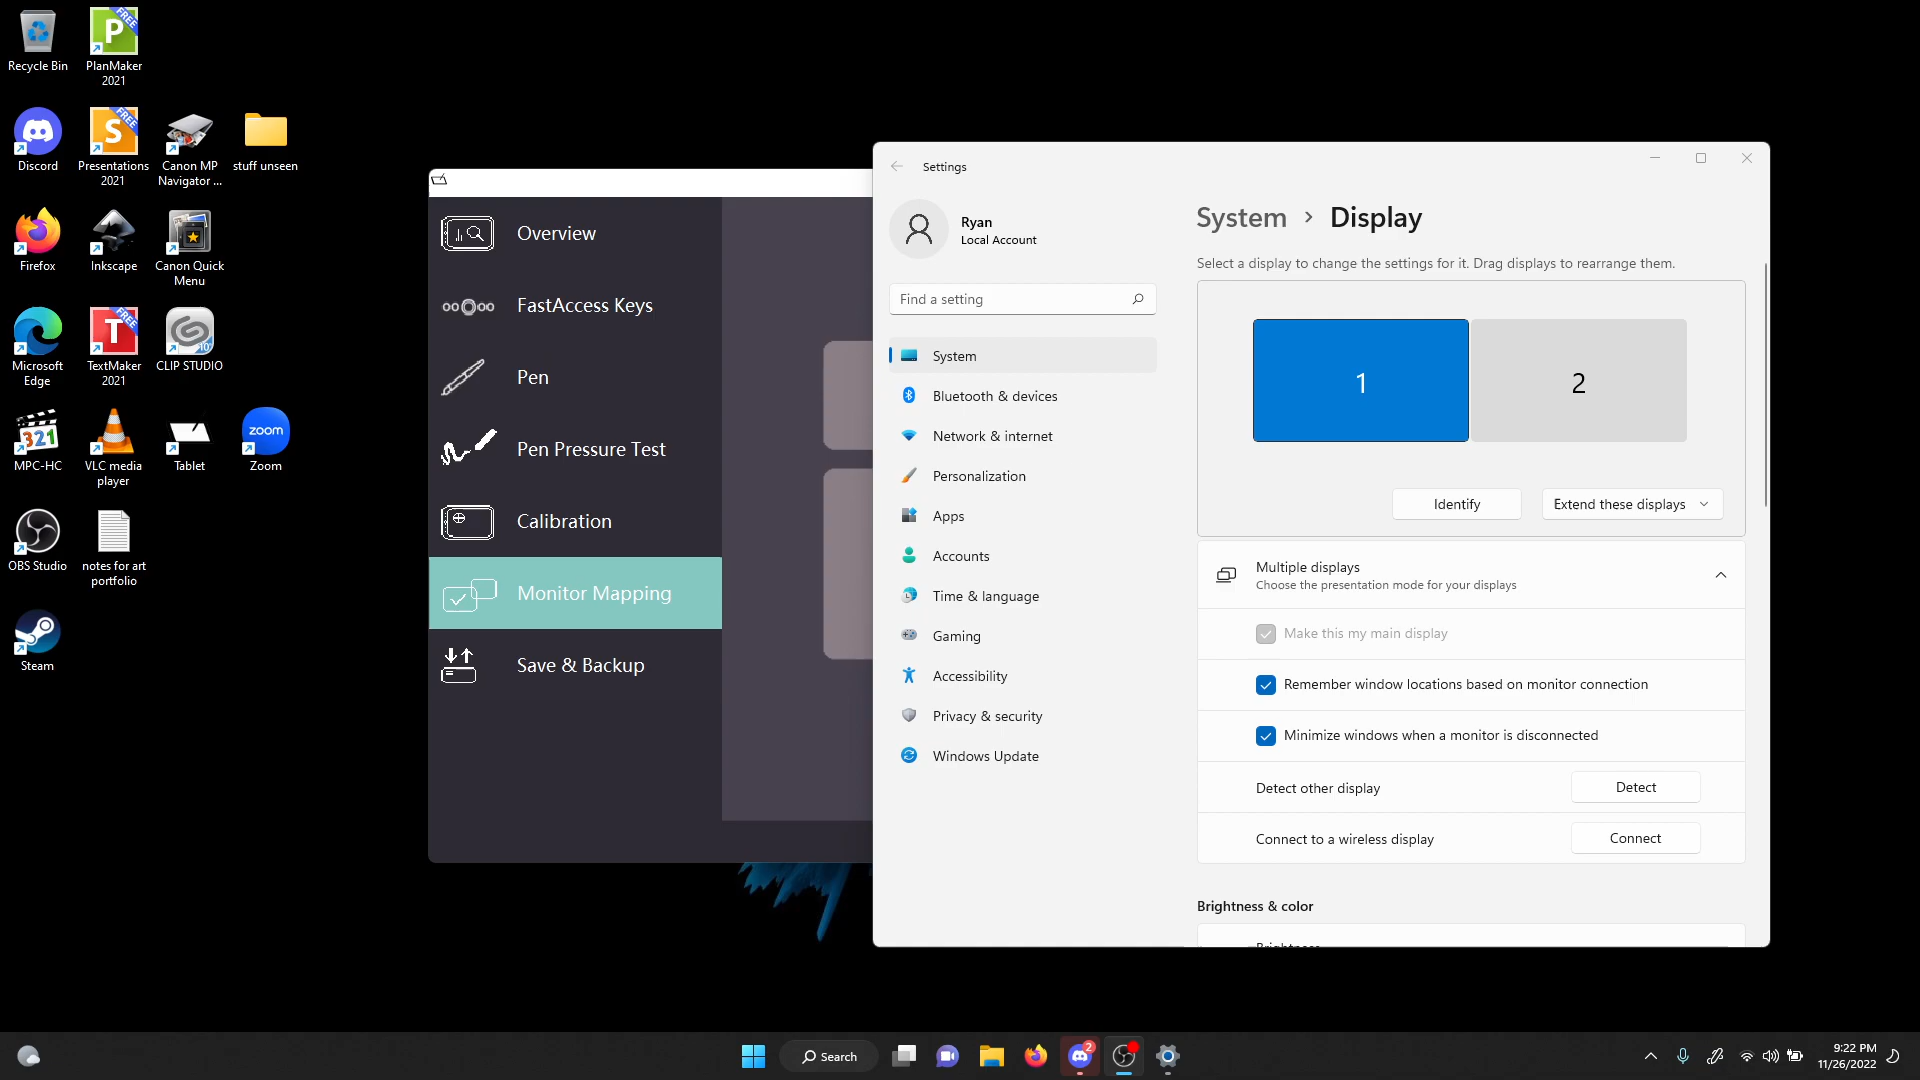 Recycle Bin
PlanMaker
2021
Discord
Presentations
2021
Canon MP
Navigator ...
stuff unseen
Firefox
Inkscape
Canon Quick
Menu
Microsoft
Edge
TextMaker
2021
CLIP STUDIO
MPC-HC
VLC media
player
Tablet
Zoom
OBS Studio
notes for art
portfolio
Steam
FREE
P
FREE
S
FREE
T
321
zoom
Overview
FastAccess Keys
Pen
Pen Pressure Test
Calibration
Monitor Mapping
Save & Backup
Settings
Ryan
Local Account
Find a setting
System
Bluetooth & devices
Network & internet
Personalization
Apps
Accounts
Time & language
Gaming
Accessibility
Privacy & security
Windows Update
System > Display
Select a display to change the settings for it. Drag displays to rearrange them.
1
2
Identify
Extend these displays
Multiple displays
Choose the presentation mode for your displays
Make this my main display
Remember window locations based on monitor connection
Minimize windows when a monitor is disconnected
Detect other display
Detect
Connect to a wireless display
Connect
Brightness & color
Brightness
Search
2
9:22 PM
11/26/2022